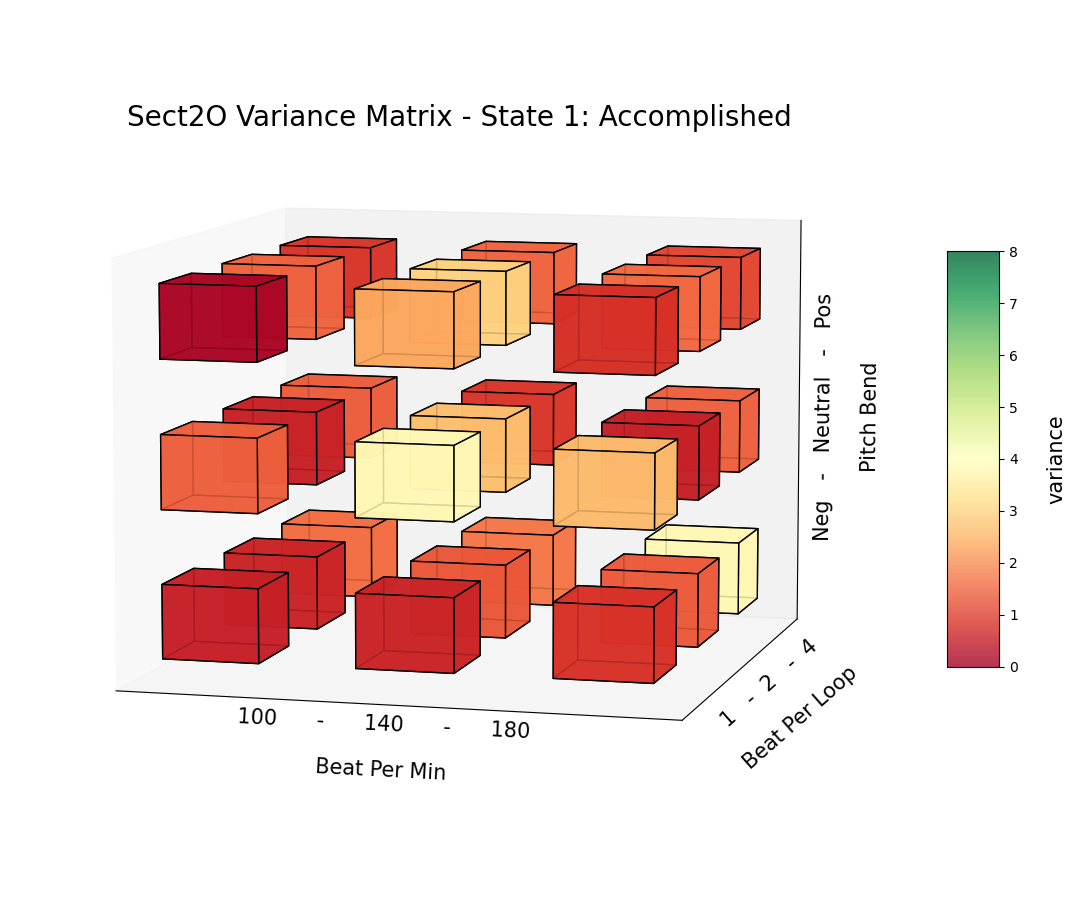 Sect2O Variance Matrix - State 1: Accomplished
Neg - Neutral - Pos
Pitch Bend
100 - 140 - 180
Beat Per Min
1 - 2 - 4
Beat Per Loop
8
7
6
5
4
3
2
1
0
variance